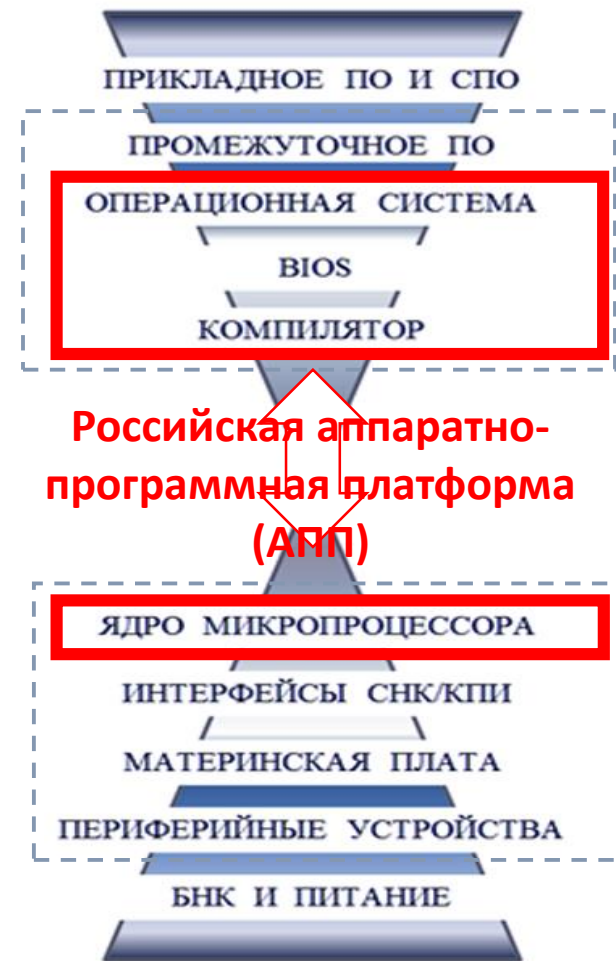 ПРИКЛАДНОЕ ПО И СПО
ПРОМЕЖУТОЧНОЕ ПО
ОПЕРАЦИОННАЯ СИСТЕМА
BIOS
КОМПИЛЯТОР
Российская аппаратно-
программная платформа
(АПП)
ЯДРО МИКРОПРОЦЕССОРА
ИНТЕРФЕЙСЫ СНК/КПИ
МАТЕРИНСКАЯ ПЛАТА
ПЕРИФЕРИЙНЫЕ УСТРОЙСТВА
БНК И ПИТАНИЕ